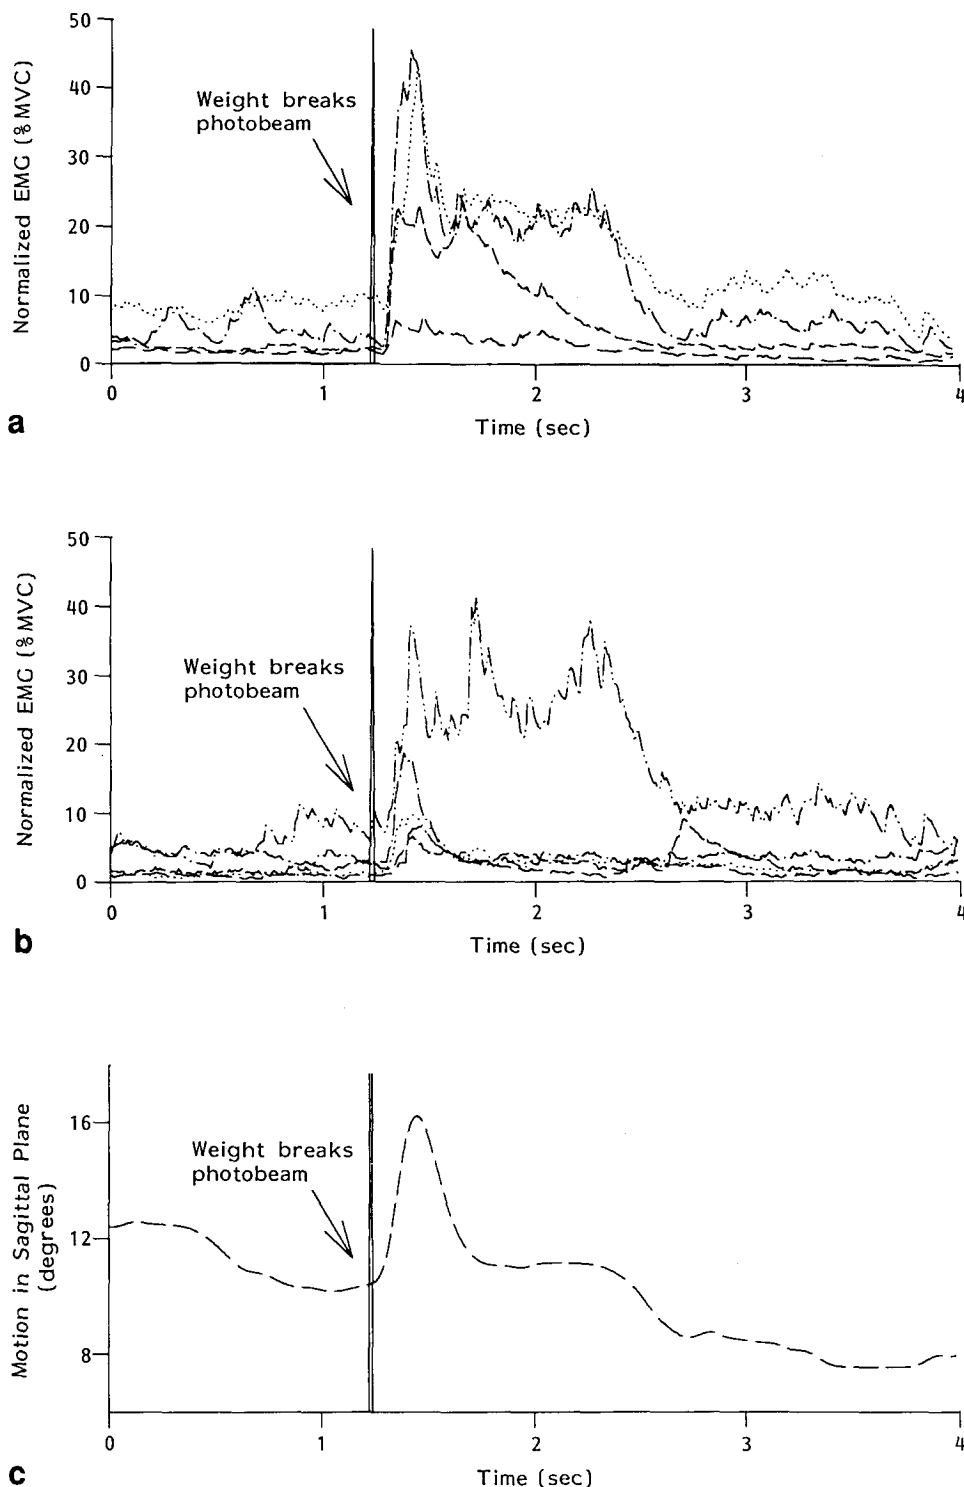 50
40
30
20
10
0
Normalized EMG (%MVC)
Weight breaks
photobeam
0 1 2 3 4
Time (sec)
a
50
40
30
20
10
0
Normalized EMG (%MVC)
Weight breaks
photobeam
0 1 2 3 4
Time (sec)
b
16
12
8
Motion in Sagittal Plane
(degrees)
Weight breaks
photobeam
0 1 2 3 4
Time (sec)
c